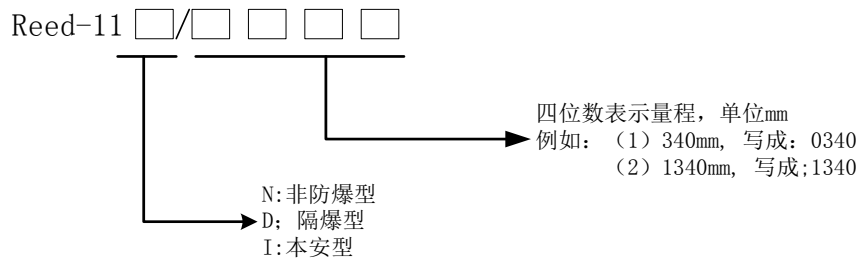 Reed-11 □/□ □ □ □
四位数表示量程，单位mm
例如：（1）340mm, 写成：0340
（2）1340mm, 写成;1340
N:非防爆型
D；隔爆型
I:本安型